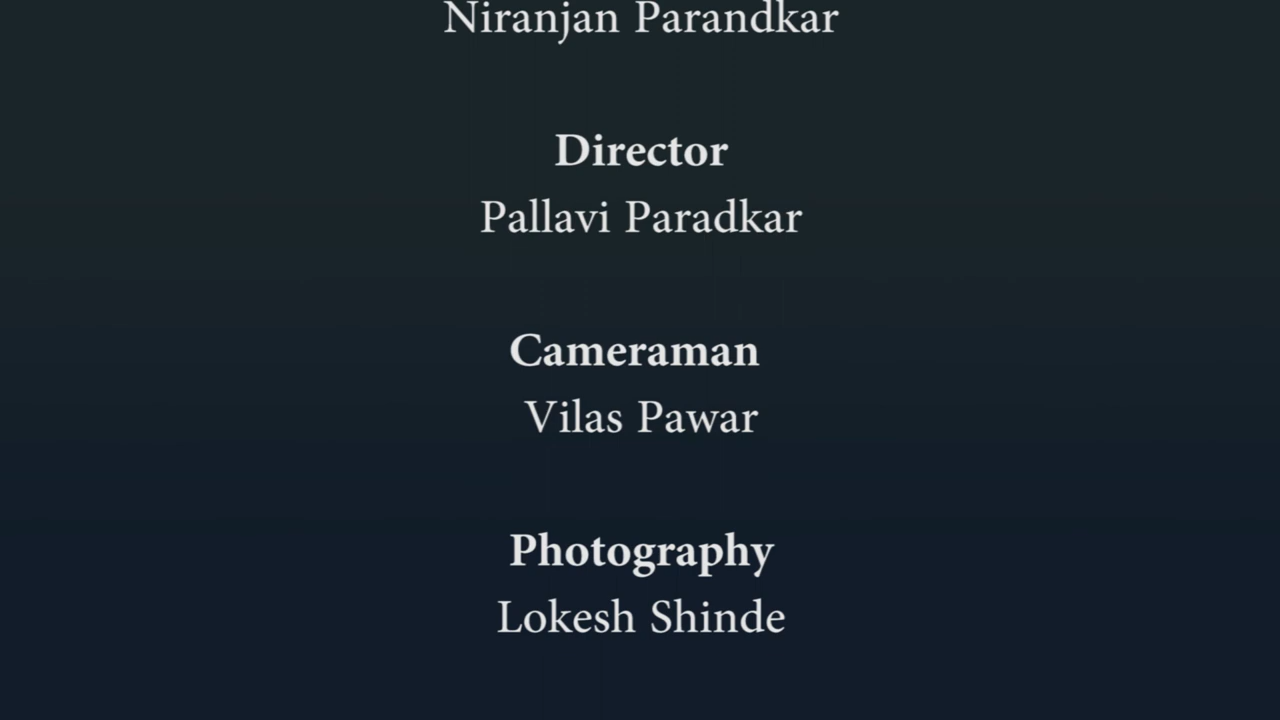 Niranjan Parandkar
Director
Pallavi Paradkar
Cameraman
Vilas Pawar
Photography
Lokesh Shinde